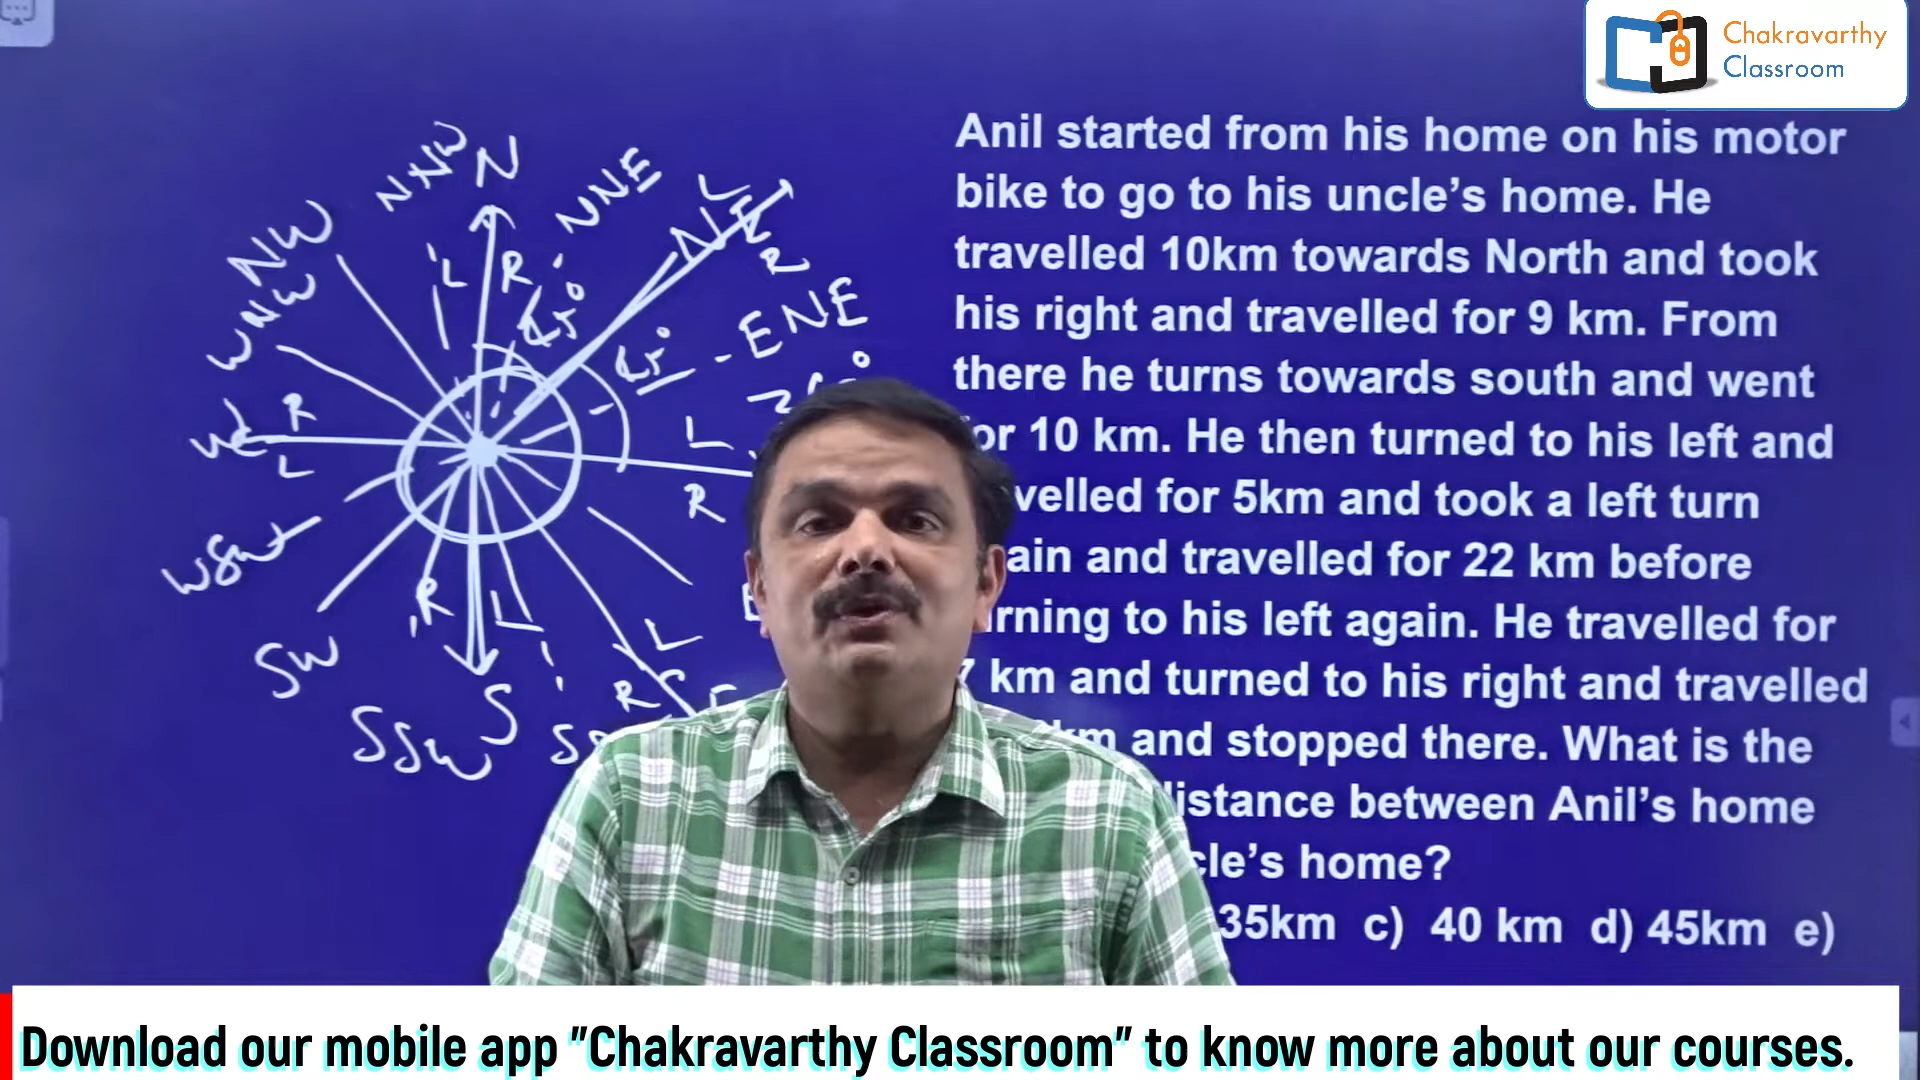 Chakravarthy
Classroom
Anil started from his home on his motor
bike to go to his uncle’s home. He
travelled 10km towards North and took
his right and travelled for 9 km. From
there he turns towards south and went
for 10 km. He then turned to his left and
velled for 5km and took a left turn
ain and travelled for 22 km before
rning to his left again. He travelled for
7 km and turned to his right and travelled
km and stopped there. What is the
distance between Anil’s home
cle’s home?
35km c) 40 km d) 45km e)
NNW
N
NNE
NW
NE
L
R
L
R
45°
45°
ENE
WNW
W
R
L
L
R
WSW
SW
R
L
SSW
S
L
R
Download our mobile app "Chakravarthy Classroom" to know more about our courses.